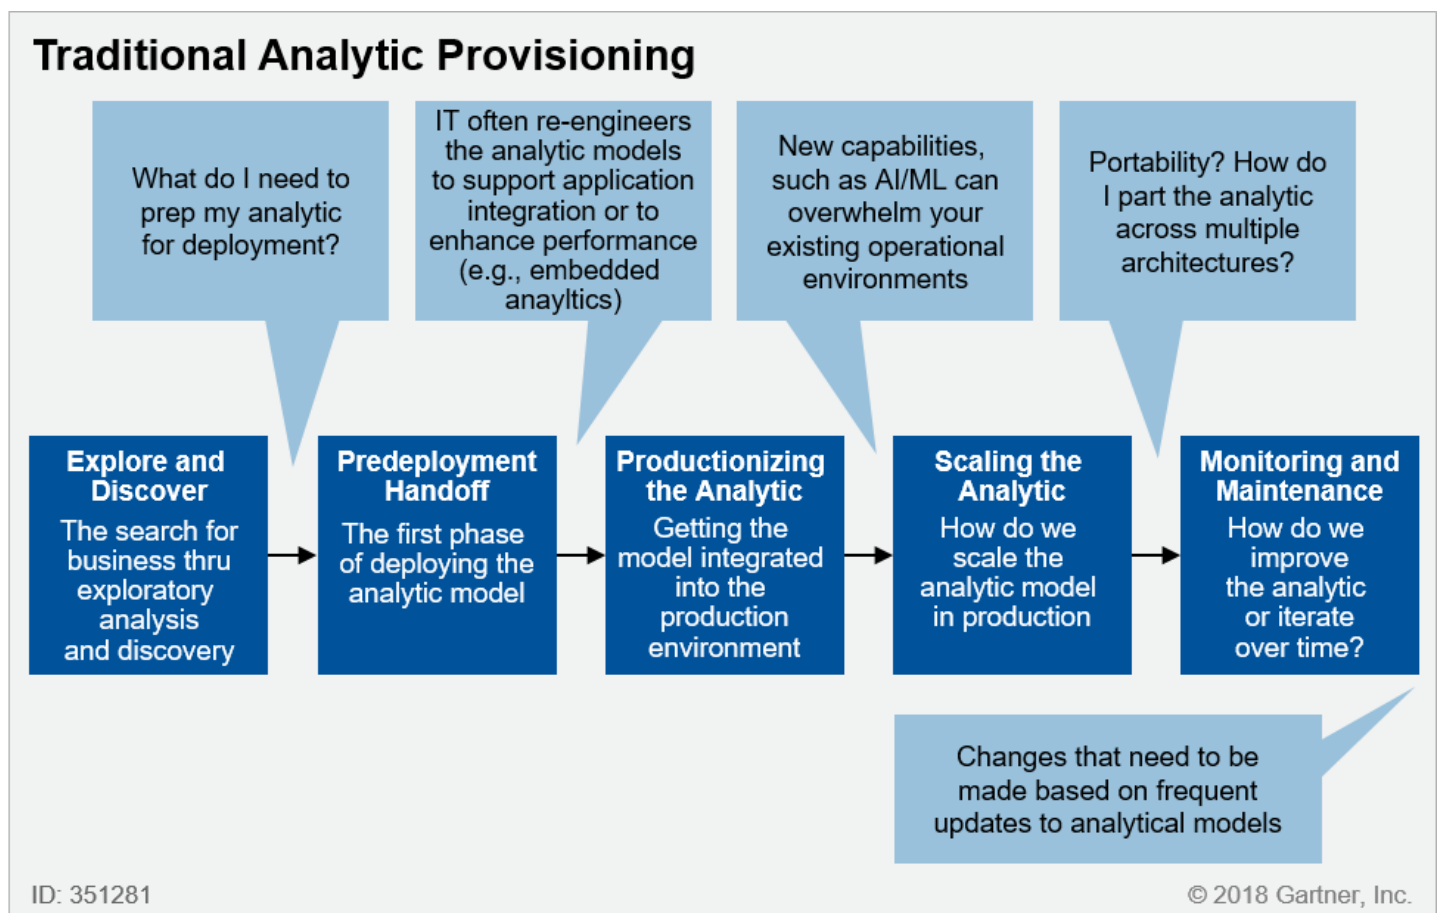 Traditional Analytic Provisioning
What do I need to
prep my analytic
for deployment?
IT often re-engineers
the analytic models
to support application
integration or to
enhance performance
(e.g., embedded
anayltics)
New capabilities,
such as AI/ML can
overwhelm your
existing operational
environments
Portability? How do
I part the analytic
across multiple
architectures?
Explore and
Discover
The search for
business thru
exploratory
analysis
and discovery
Predeployment
Handoff
The first phase
of deploying the
analytic model
Productionizing
the Analytic
Getting the
model integrated
into the
production
environment
Scaling the
Analytic
How do we
scale the
analytic model
in production
Monitoring and
Maintenance
How do we
improve
the analytic
or iterate
over time?
Changes that need to be
made based on frequent
updates to analytical models
ID: 351281
© 2018 Gartner, Inc.